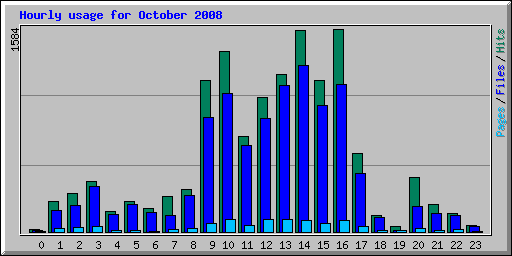 Hourly usage for October 2008
1584
Pages/Files/Hits
0 1 2 3 4 5 6 7 8 9 10 11 12 13 14 15 16 17 18 19 20 21 22 23